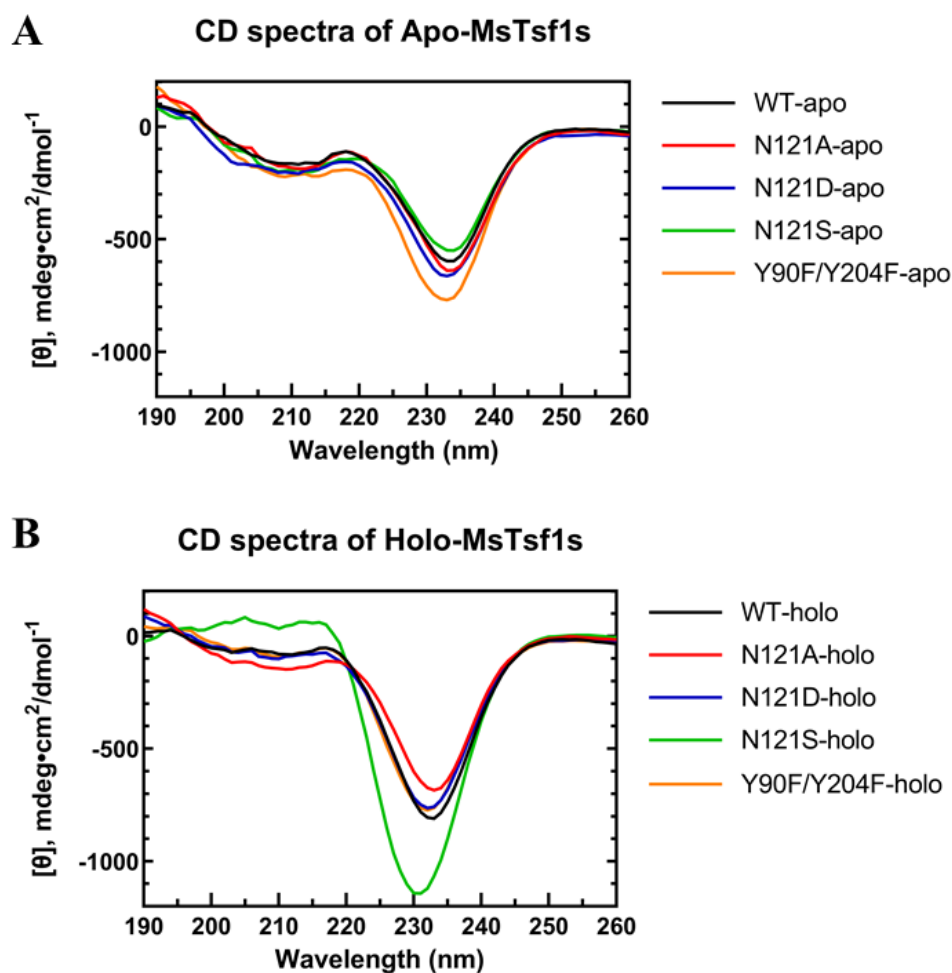 A
CD spectra of Apo-MsTsf1s
[θ], mdeg•cm²/dmol⁻¹
0
-500
-1000
190 200 210 220 230 240 250 260
Wavelength (nm)
WT-apo
N121A-apo
N121D-apo
N121S-apo
Y90F/Y204F-apo
B
CD spectra of Holo-MsTsf1s
[θ], mdeg•cm²/dmol⁻¹
0
-500
-1000
190 200 210 220 230 240 250 260
Wavelength (nm)
WT-holo
N121A-holo
N121D-holo
N121S-holo
Y90F/Y204F-holo